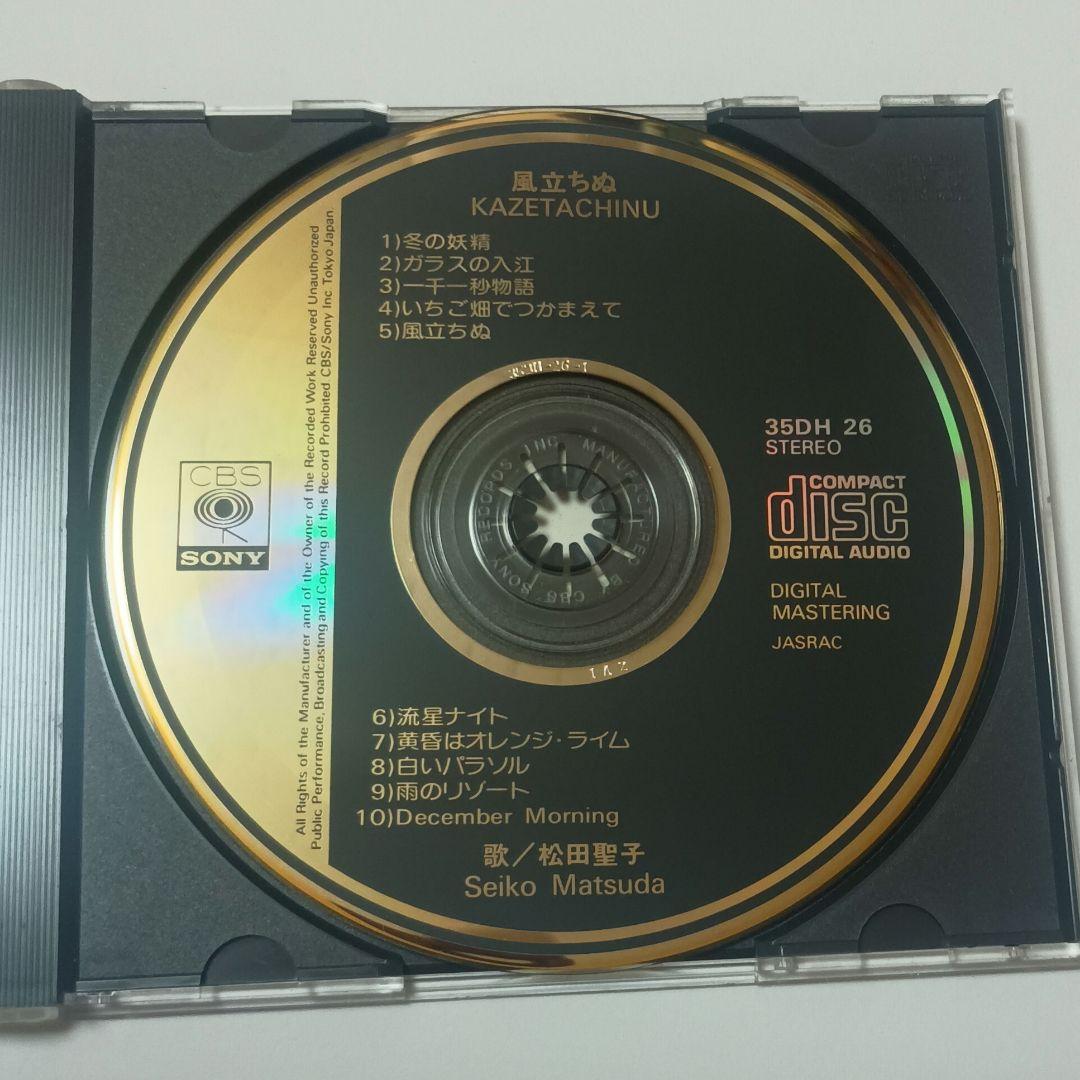 風立ちぬ
KAZETACHINU
1)冬の妖精
2)ガラスの入江
3)一千一秒物語
4)いちご畑でつかまえて
5)風立ちぬ
35DH 26
STEREO
COMPACT
disc
DIGITAL AUDIO
DIGITAL
MASTERING
JASRAC
CBS
SONY
All Rights of the Manufacturer and of the Owner of the Recorded Work Reserved Unauthorized
Public Performance, Broadcasting and Copying of this Record Prohibited CBS/Sony Inc Tokyo Japan.
MANUFACTURED BY CBS SONY RECORDS INC.
6)流星ナイト
7)黄昏はオレンジ・ライム
8)白いパラソル
9)雨のリゾート
10)December Morning
歌／松田聖子
Seiko Matsuda